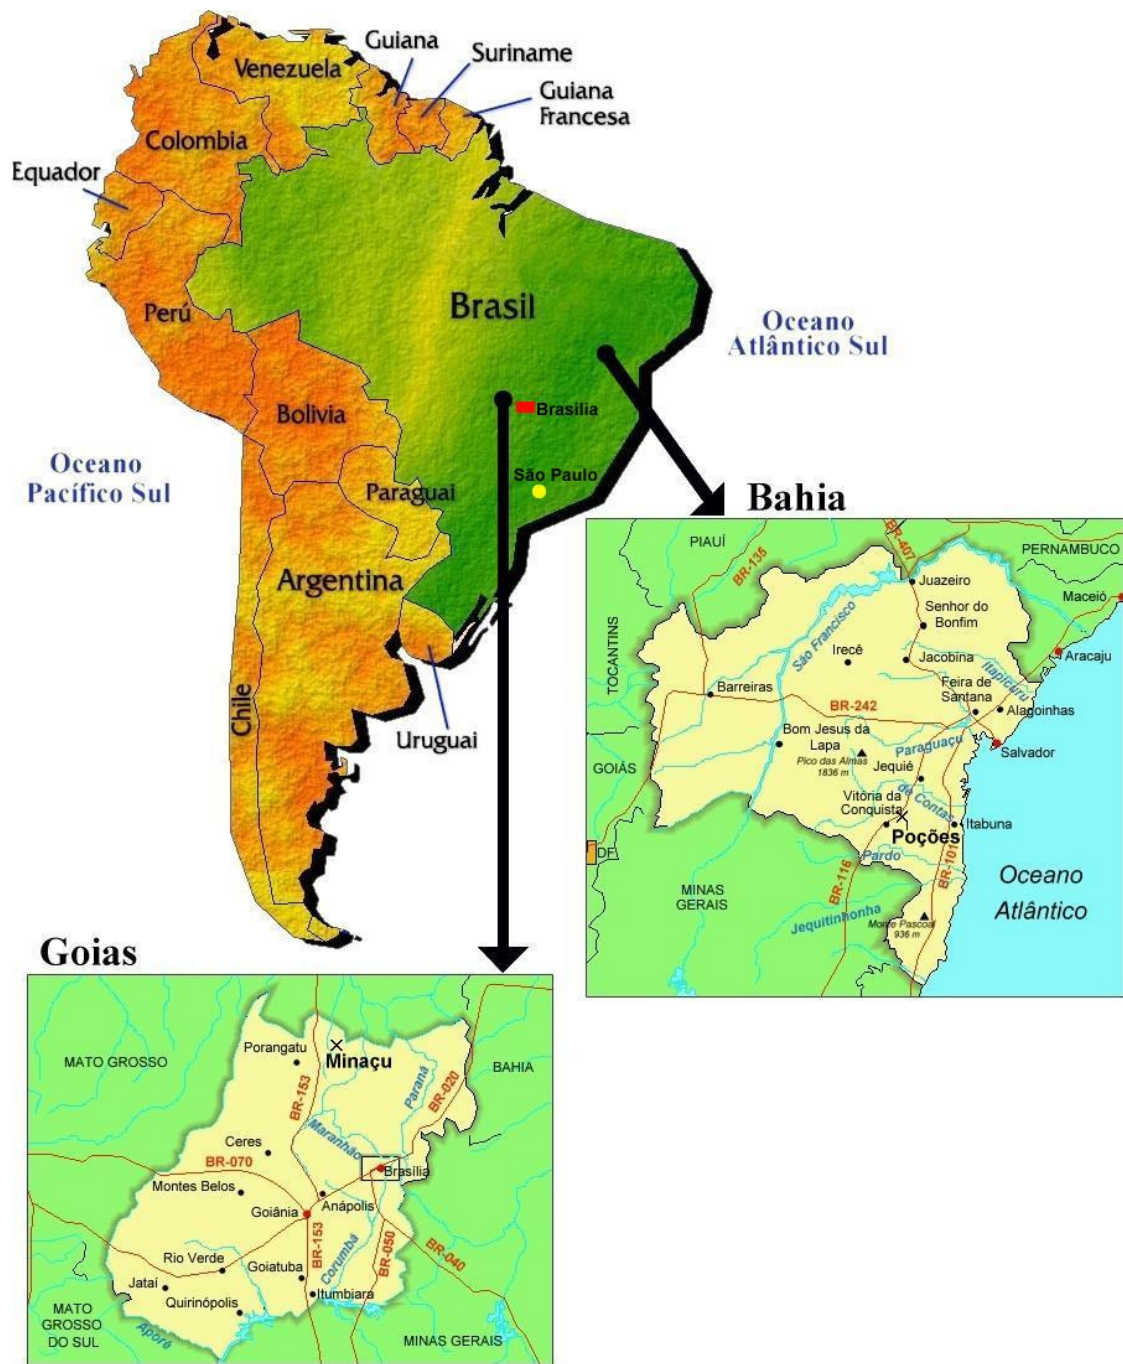 Guiana
Suriname
Venezuela
Guiana
Francesa
Colombia
Equador
Brasil
Perú
Oceano
Atlântico Sul
Brasilia
Bolivia
Oceano
Pacífico Sul
São Paulo
Paraguai
Argentina
Chile
Uruguai
Bahia
PIAUÍ
BR-135
BR-407
PERNAMBUCO
Juazeiro
Maceió
Senhor do
Bonfim
São Francisco
TOCANTINS
Irecê
Jacobina
Aracaju
Itapicuru
Barreiras
Feira de
Santana
BR-242
Alagoinhas
Bom Jesus da
Lapa
Paraguaçu
Salvador
Pico das Almas
1836 m
GOIÁS
Jequié
de Contas
Vitória da
Conquista
Itabuna
Poções
DF
Pardo
BR-101
BR-116
Oceano
Atlântico
MINAS
GERAIS
Jequitinhonha
Monte Pascoal
936 m
Goias
Porangatu
Minaçu
MATO GROSSO
BAHIA
BR-153
Paraná
BR-020
Maranhão
Ceres
BR-070
Brasília
Montes Belos
Anápolis
Goiânia
BR-153
BR-050
BR-040
Rio Verde
Goiatuba
Corumbá
Jataí
Itumbiara
Quirinópolis
MATO
GROSSO
DO SUL
Aporé
MINAS GERAIS